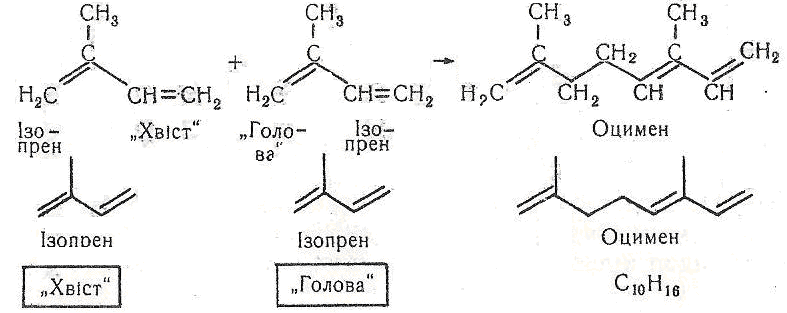 CH₃ CH₃ CH₃
C + C → C CH₂ C CH₂
H₂C CH=CH₂ H₂C CH=CH₂ H₂C CH₂ CH CH
Ізо- „Хвіст“ „Голо- Ізо- Оцимен
прен ва“ прен
Ізопрен Ізопрен Оцимен
„Хвіст“ „Голова“ C₁₀H₁₆